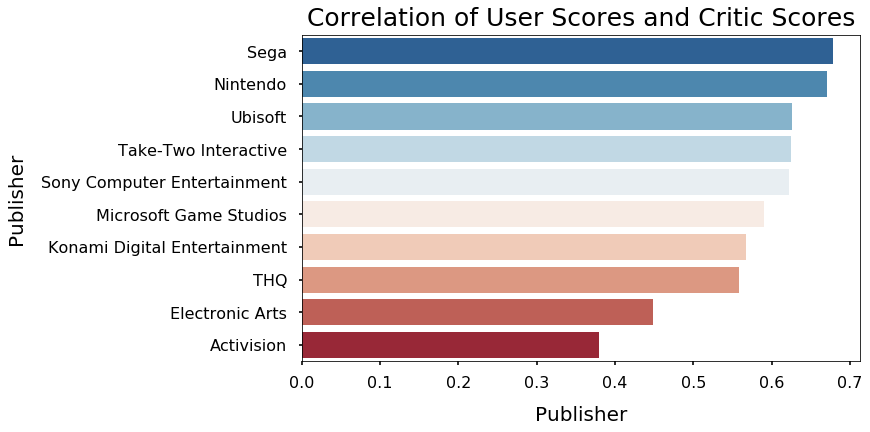 Correlation of User Scores and Critic Scores
Publisher
Sega
Nintendo
Ubisoft
Take-Two Interactive
Sony Computer Entertainment
Microsoft Game Studios
Konami Digital Entertainment
THQ
Electronic Arts
Activision
0.0 0.1 0.2 0.3 0.4 0.5 0.6 0.7
Publisher